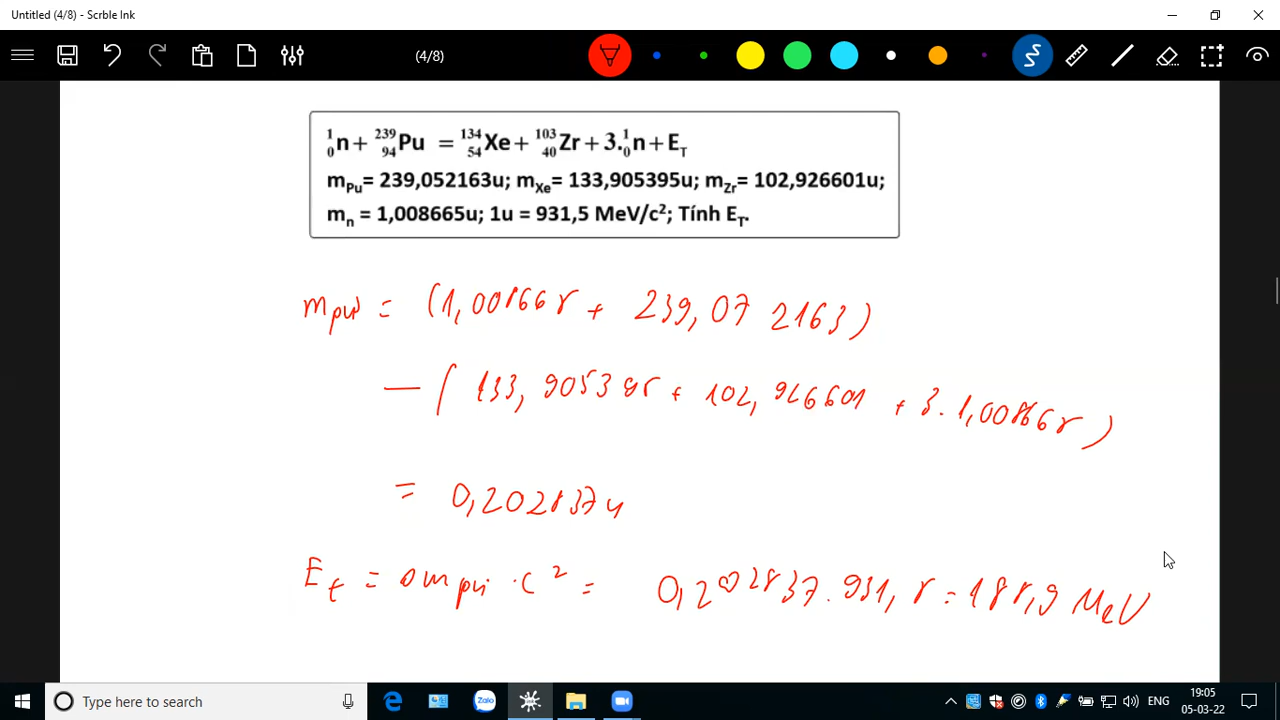 Untitled (4/8) - Scrble Ink
(4/8)
¹₀n + ²³⁹₉₄Pu = ¹³⁴₅₄Xe + ¹⁰³₄₀Zr + 3.¹₀n + E_T
m_Pu= 239,052163u; m_Xe= 133,905395u; m_Zr= 102,926601u;
m_n = 1,008665u; 1u = 931,5 MeV/c²; Tính E_T.
= (1,008665 + 239,052163)
— (133,905395 + 102,926601 + 3.1,008665)
= 0,202837u
E_t = .c² = 0,202837.931,5 = 188,9 MeV
Type here to search
ENG
19:05
05-03-22